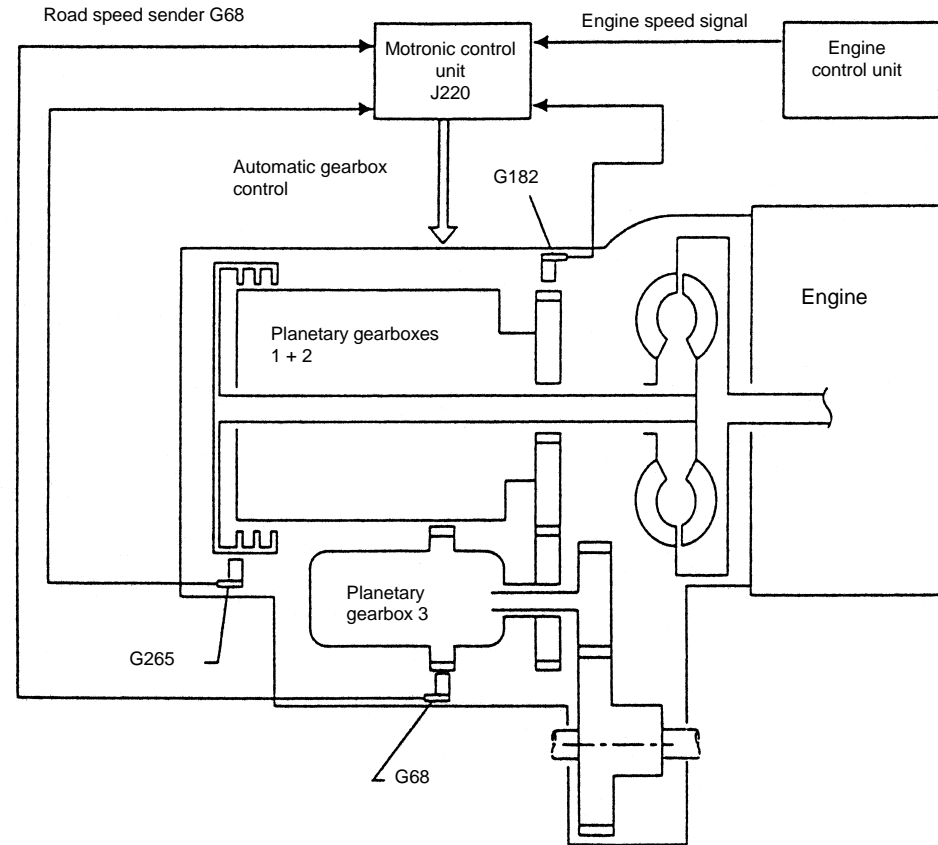 Road speed sender G68
Engine speed signal
Motronic control
unit
J220
Engine
control unit
Automatic gearbox
control
G182
Engine
Planetary gearboxes
1 + 2
Planetary
gearbox 3
G265
G68